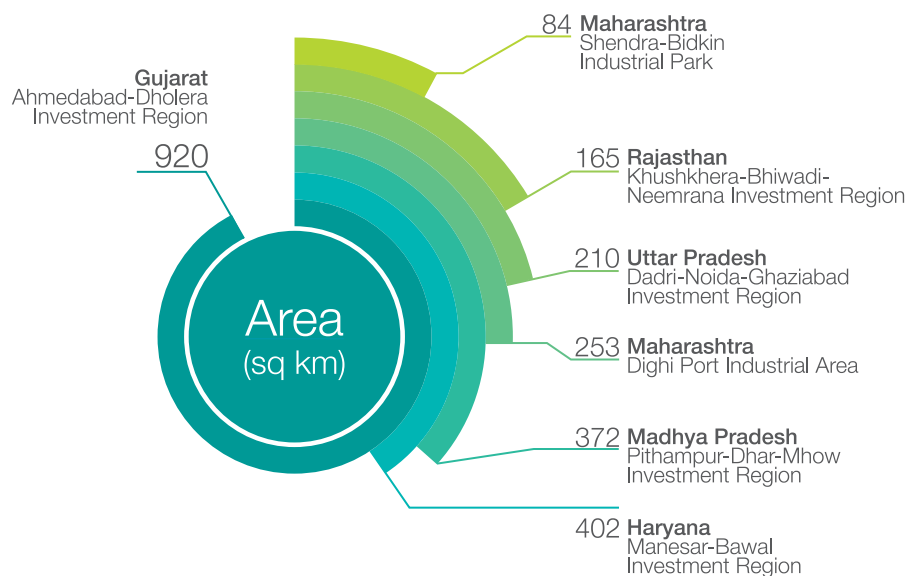 Gujarat
Ahmedabad-Dholera
Investment Region
920
Area
(sq km)
84 Maharashtra
Shendra-Bidkin
Industrial Park
165 Rajasthan
Khushkhera-Bhiwadi-
Neemrana Investment Region
210 Uttar Pradesh
Dadri-Noida-Ghaziabad
Investment Region
253 Maharashtra
Dighi Port Industrial Area
372 Madhya Pradesh
Pithampur-Dhar-Mhow
Investment Region
402 Haryana
Manesar-Bawal
Investment Region